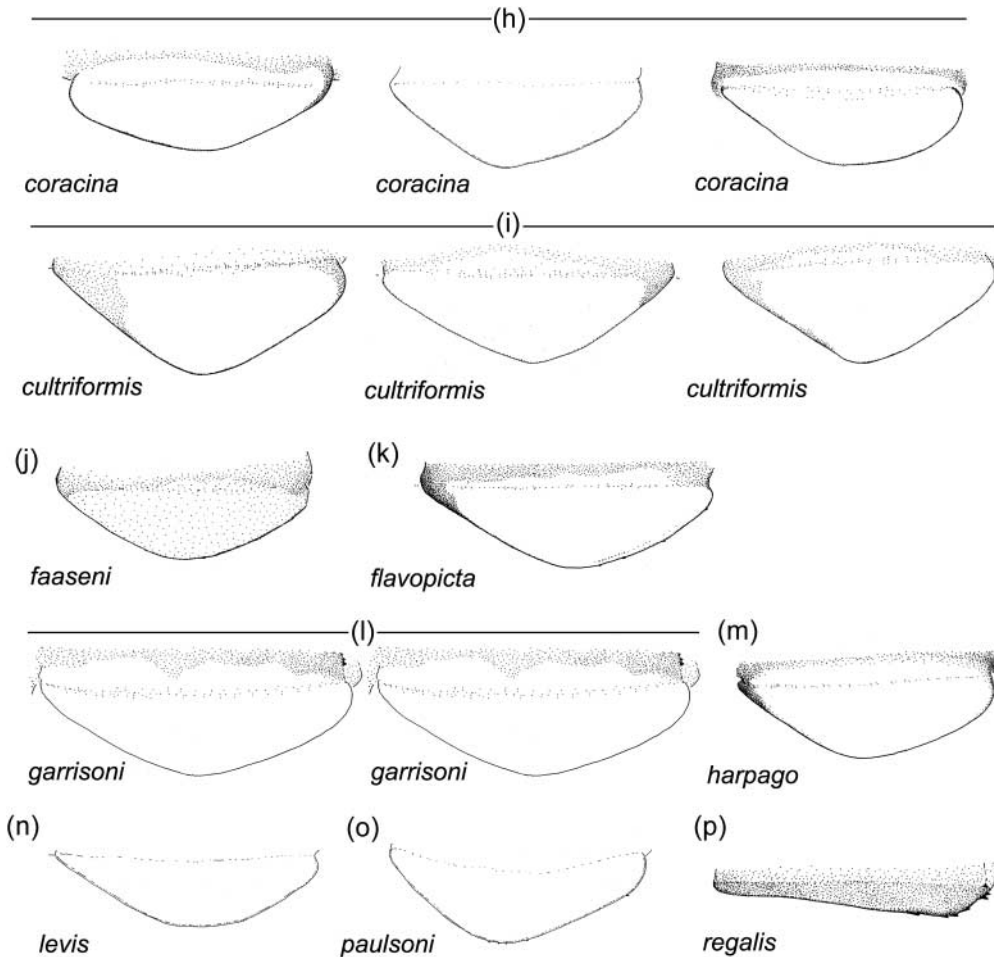 (h)
coracina coracina coracina
(i)
cultriformis cultriformis cultriformis
(j) (k)
faaseni flavopicta
(l) (m)
garrisoni garrisoni harpago
(n) (o) (p)
levis paulsoni regalis